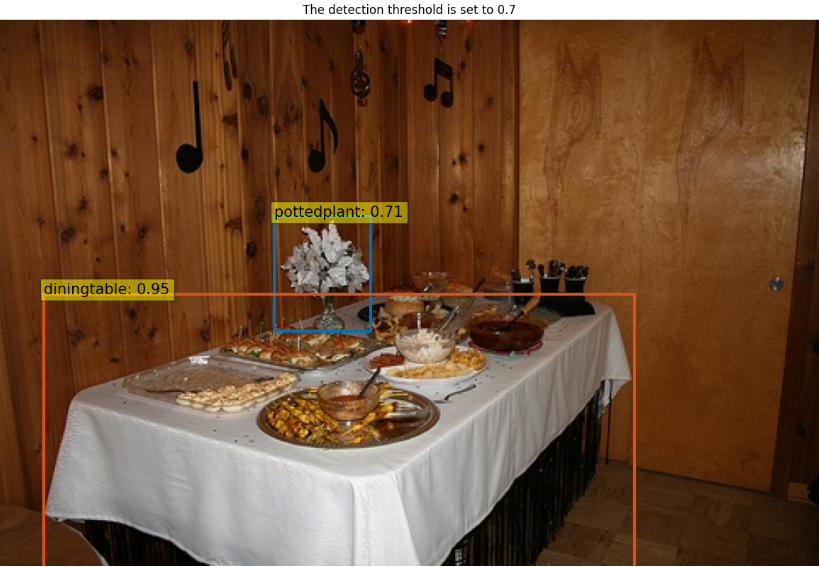 The detection threshold is set to 0.7
pottedplant: 0.71
diningtable: 0.95